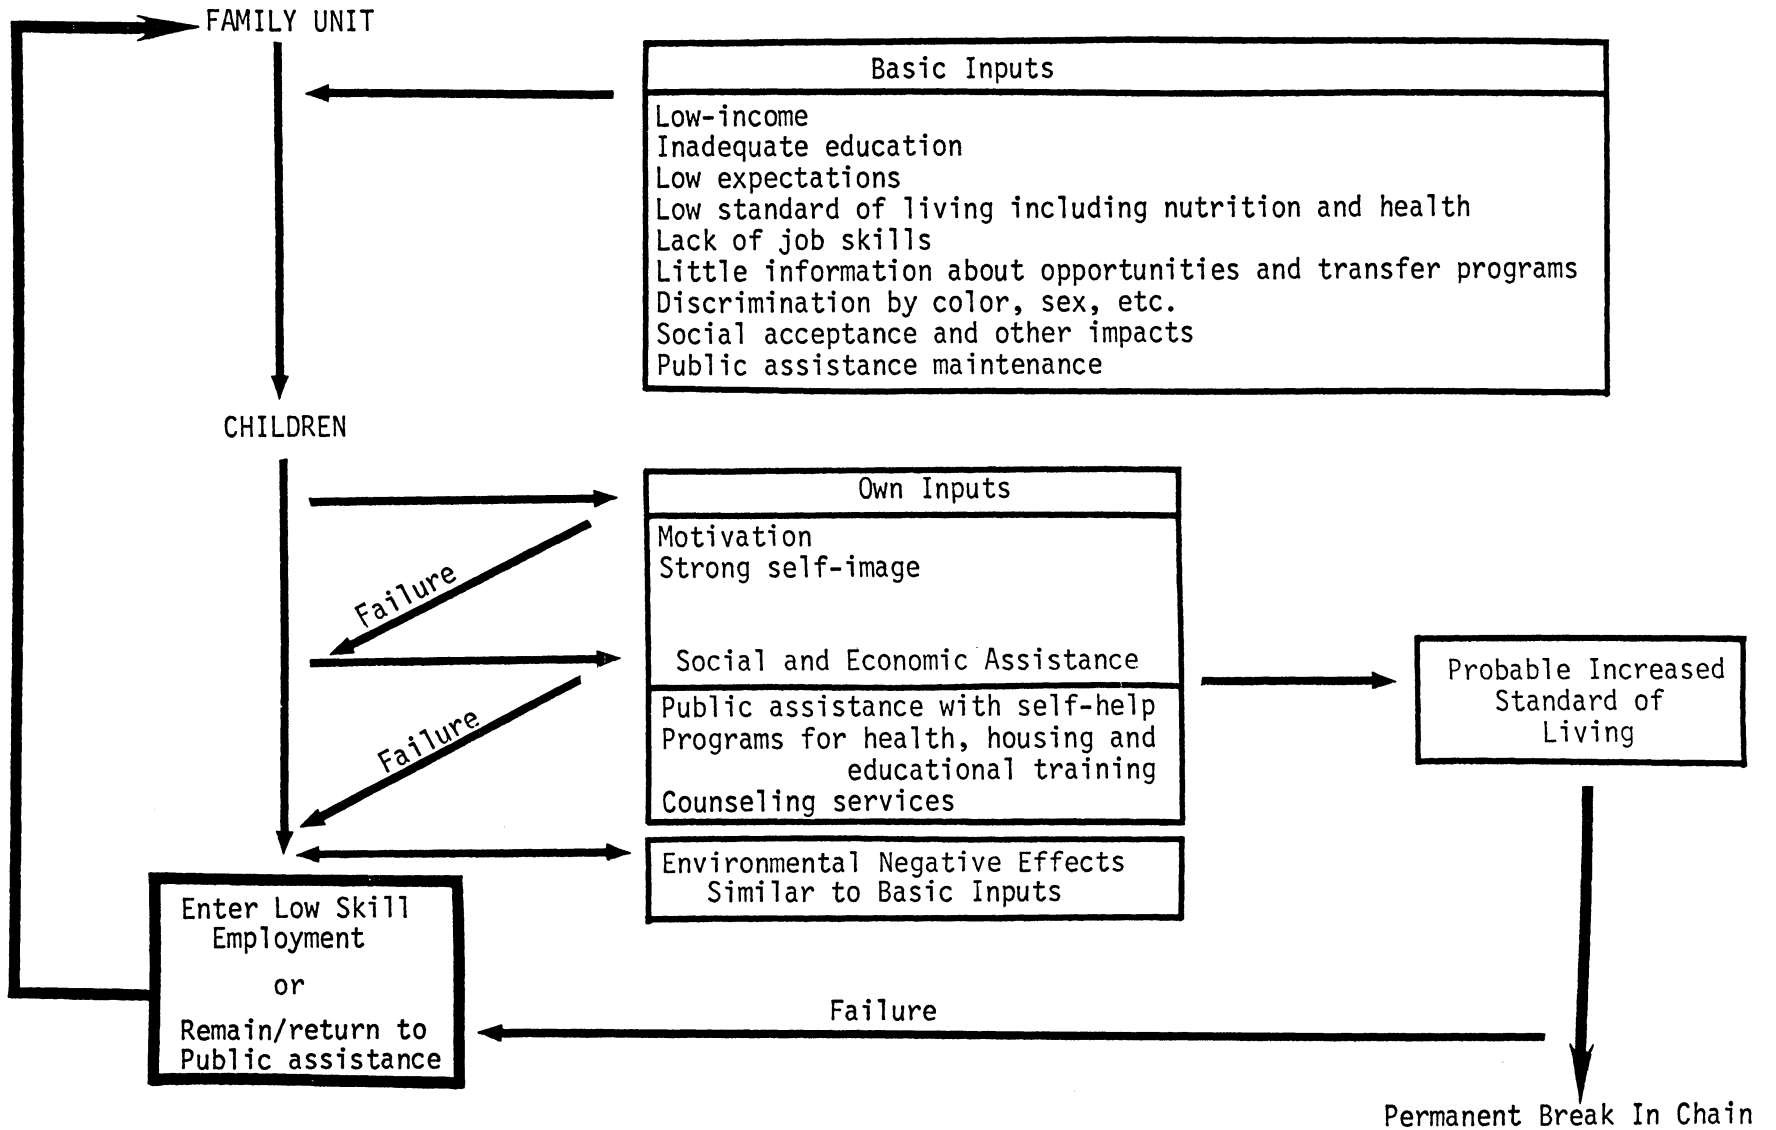 FAMILY UNIT
Basic Inputs
Low-income
Inadequate education
Low expectations
Low standard of living including nutrition and health
Lack of job skills
Little information about opportunities and transfer programs
Discrimination by color, sex, etc.
Social acceptance and other impacts
Public assistance maintenance
CHILDREN
Own Inputs
Motivation
Strong self-image
Failure
Social and Economic Assistance
Public assistance with self-help
Programs for health, housing and
educational training
Counseling services
Failure
Probable Increased
Standard of
Living
Environmental Negative Effects
Similar to Basic Inputs
Enter Low Skill
Employment
or
Remain/return to
Public assistance
Failure
Permanent Break In Chain